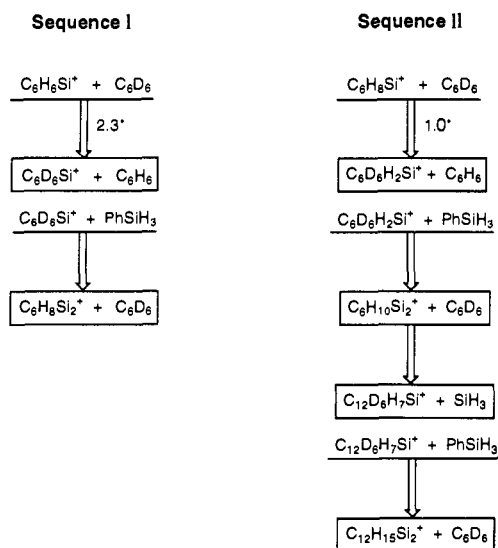 Sequence I
C₆H₆Si⁺ + C₆D₆
2.3*
C₆D₆Si⁺ + C₆H₆
C₆D₆Si⁺ + PhSiH₃
C₆H₈Si₂⁺ + C₆D₆
Sequence II
C₆H₈Si⁺ + C₆D₆
1.0*
C₆D₆H₂Si⁺ + C₆H₆
C₆D₆H₂Si⁺ + PhSiH₃
C₆H₁₀Si₂⁺ + C₆D₆
C₁₂D₆H₇Si⁺ + SiH₃
C₁₂D₆H₇Si⁺ + PhSiH₃
C₁₂H₁₅Si₂⁺ + C₆D₆